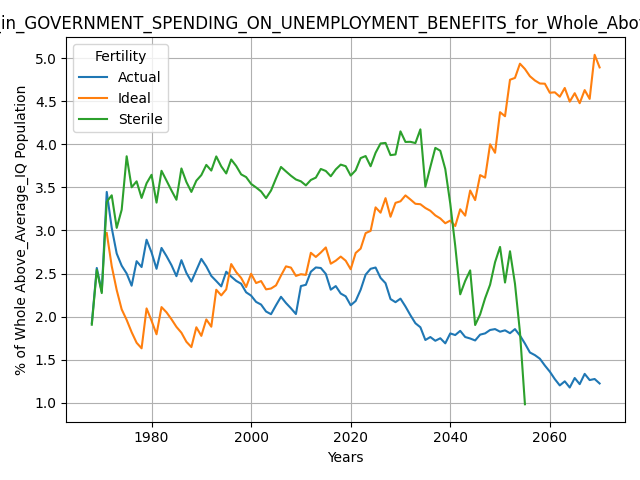 _in_GOVERNMENT_SPENDING_ON_UNEMPLOYMENT_BENEFITS_for_Whole_Abo
Fertility
Actual
Ideal
Sterile
% of Whole Above_Average_IQ Population
5.0
4.5
4.0
3.5
3.0
2.5
2.0
1.5
1.0
1980
2000
2020
2040
2060
Years